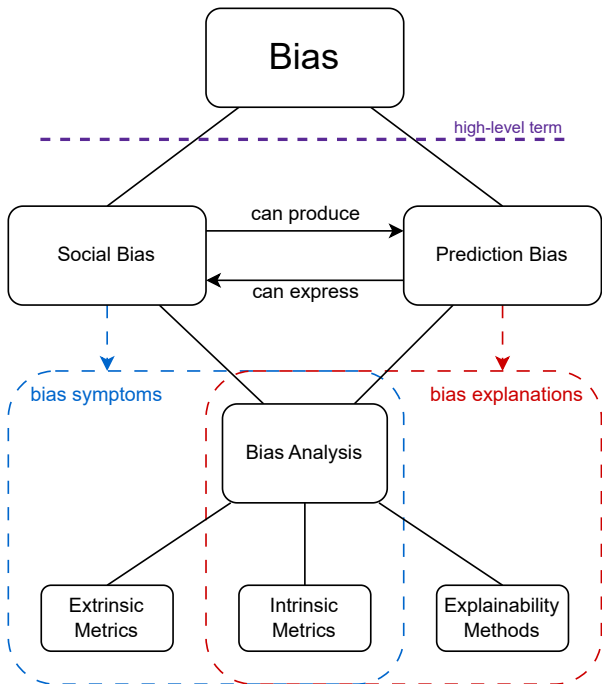 Bias
high-level term
can produce
Social Bias
Prediction Bias
can express
bias symptoms
bias explanations
Bias Analysis
Extrinsic
Metrics
Intrinsic
Metrics
Explainability
Methods